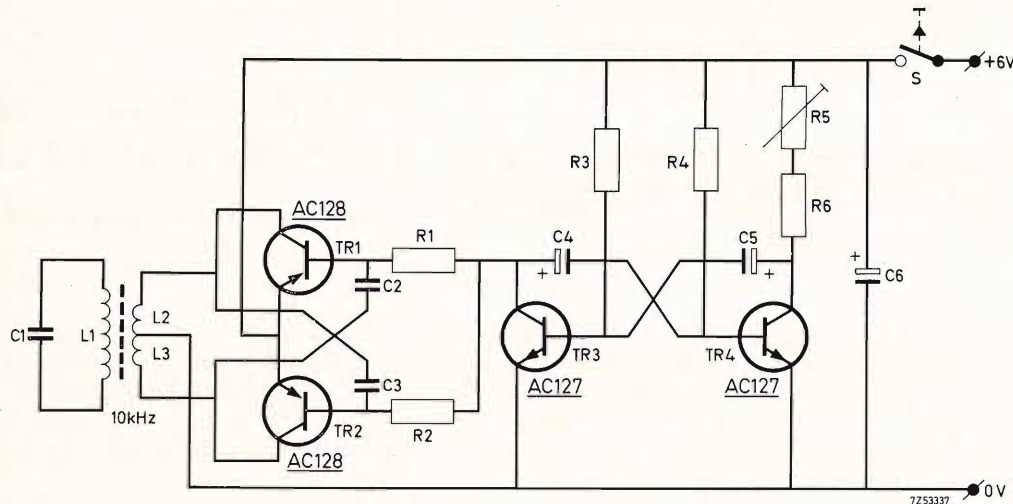 +6V
S
R5
R3
R4
R6
AC128
TR1
R1
C4
+
C5
+
C2
+
C6
C1
L1
L2
L3
TR3
TR4
AC127
AC127
C3
10kHz
TR2
R2
AC128
7Z53337
0V